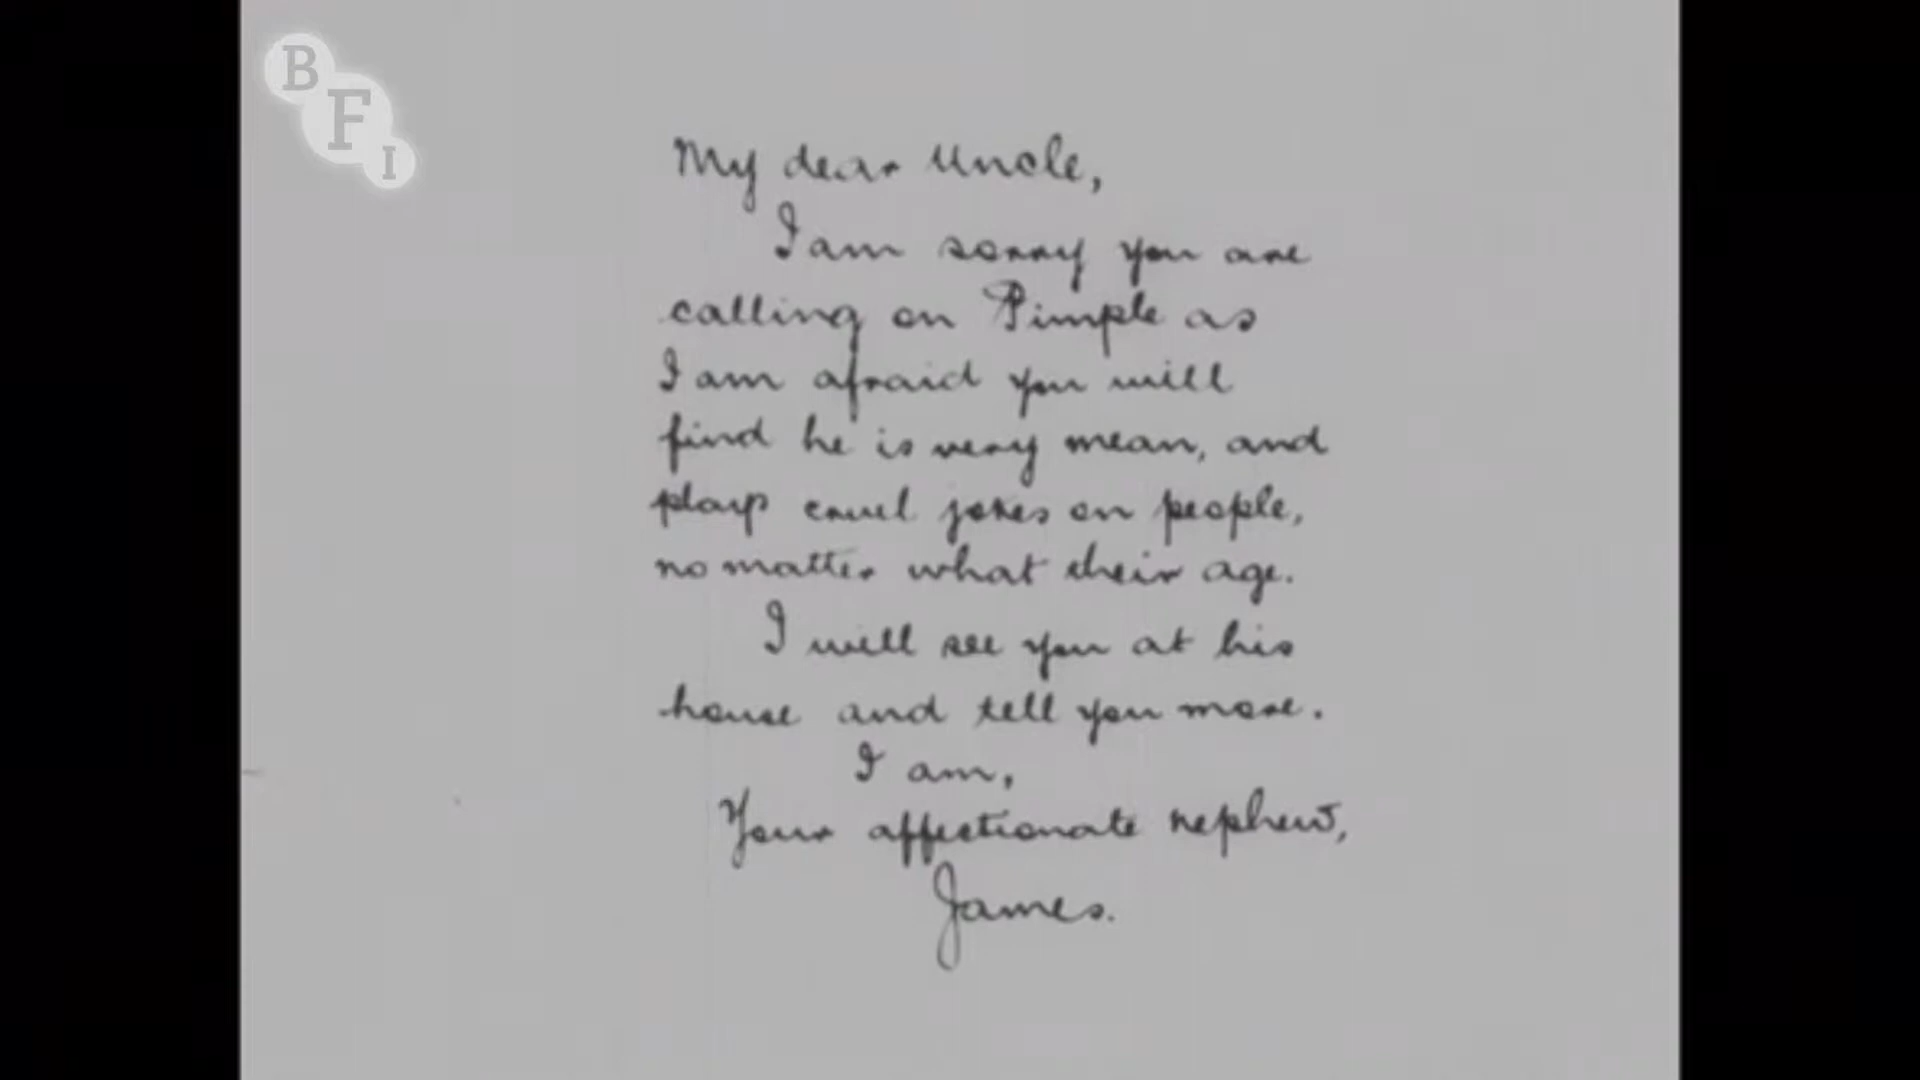 BFI
My dear Uncle,
I am sorry you are
calling on Pimple as
I am afraid you will
find he is very mean, and
plays cruel jokes on people,
no matter what their age.
I will see you at his
house and tell you more.
I am,
Your affectionate nephew,
James.